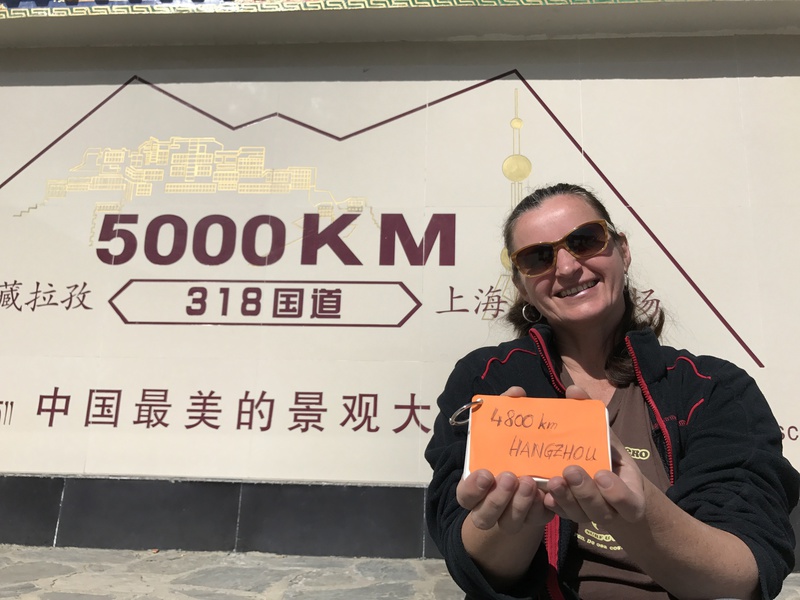 5000KM
藏拉孜
318国道
上海
场
中国最美的景观大
4800 km
HANGZHOU